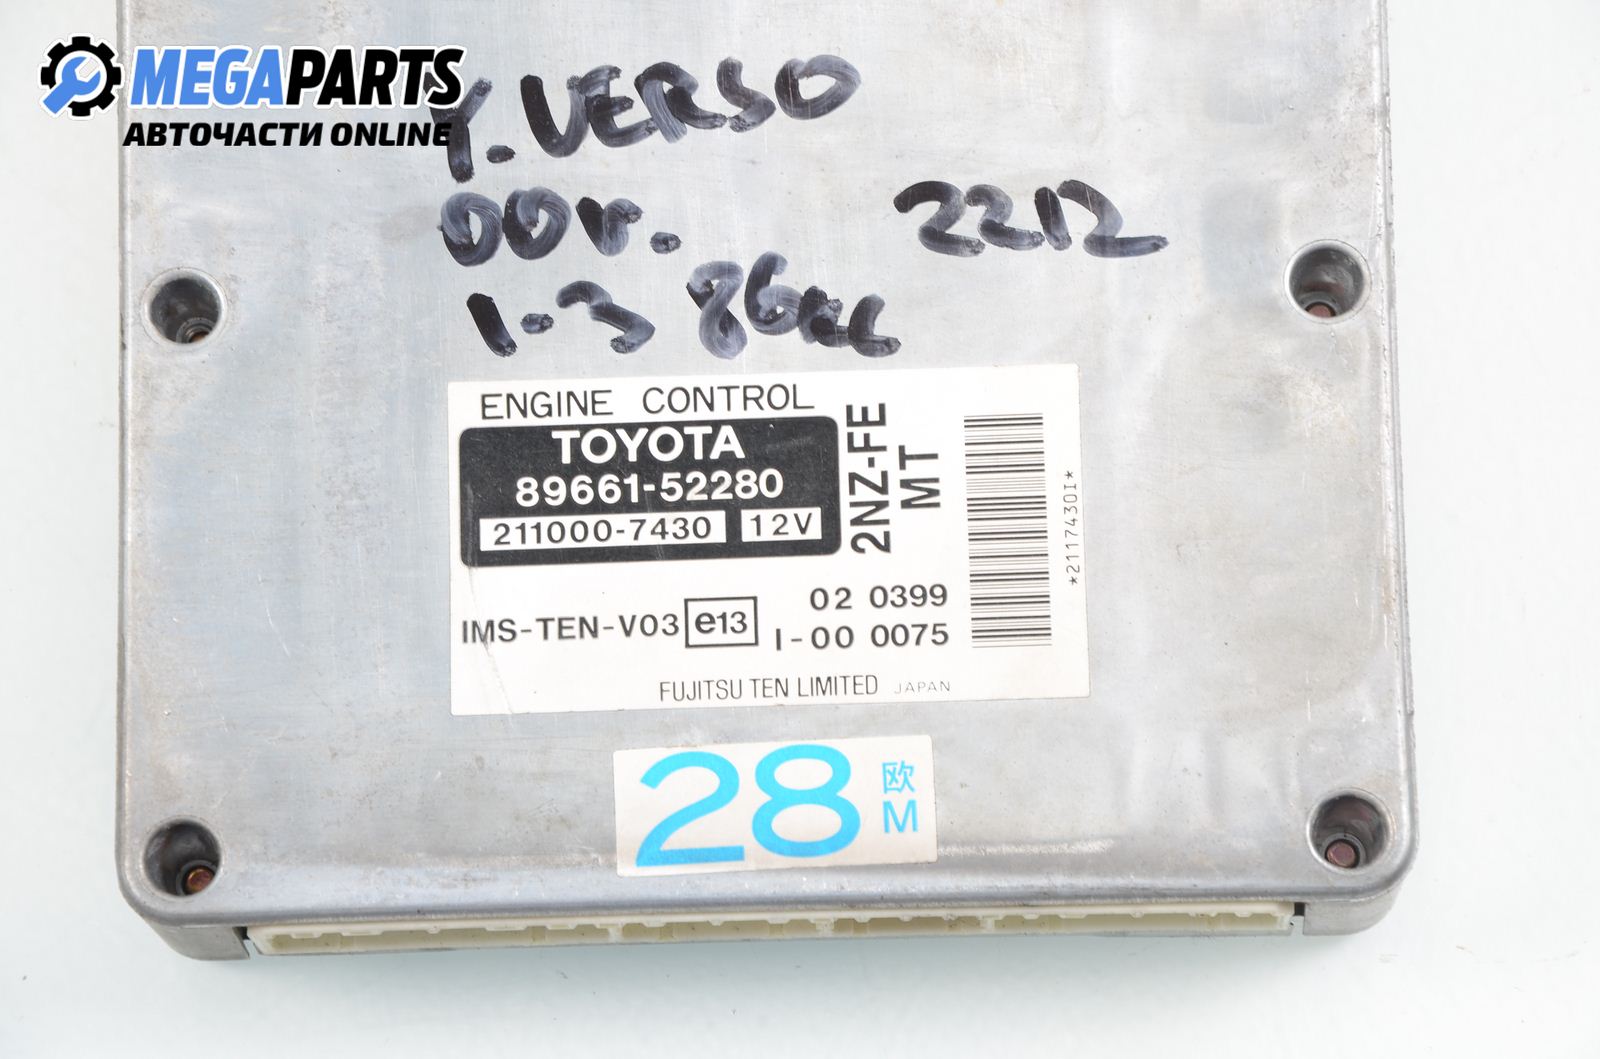 MEGAPARTS
АВТОЧАСТИ ONLINE
Y. VERSO
00г.
2212
1.3 86кс
ENGINE CONTROL
TOYOTA
89661-52280
211000-7430 12V
2NZ-FE
MT
*2117430I*
IMS-TEN-V03 e13
02 0399
I-00 0075
FUJITSU TEN LIMITED JAPAN
28 欧
M